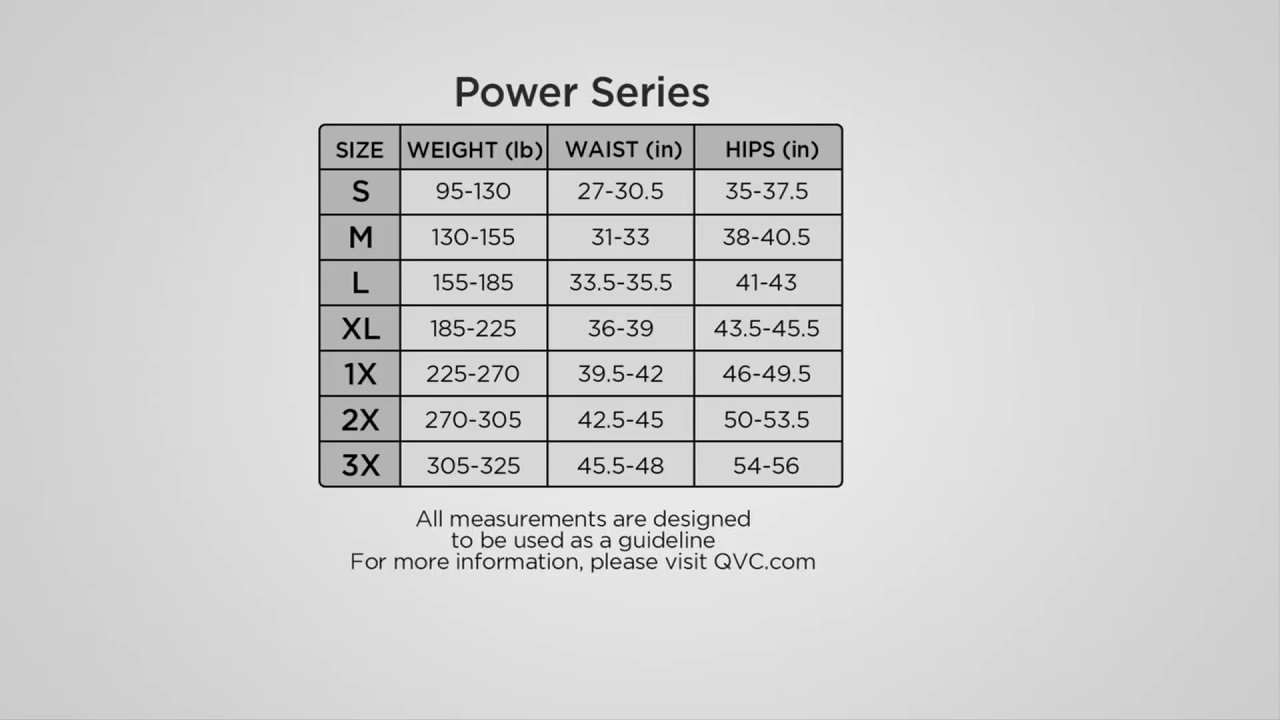 Power Series
SIZE WEIGHT (lb) WAIST (in) HIPS (in)
S 95-130 27-30.5 35-37.5
M 130-155 31-33 38-40.5
L 155-185 33.5-35.5 41-43
XL 185-225 36-39 43.5-45.5
1X 225-270 39.5-42 46-49.5
2X 270-305 42.5-45 50-53.5
3X 305-325 45.5-48 54-56
All measurements are designed
to be used as a guideline
For more information, please visit QVC.com